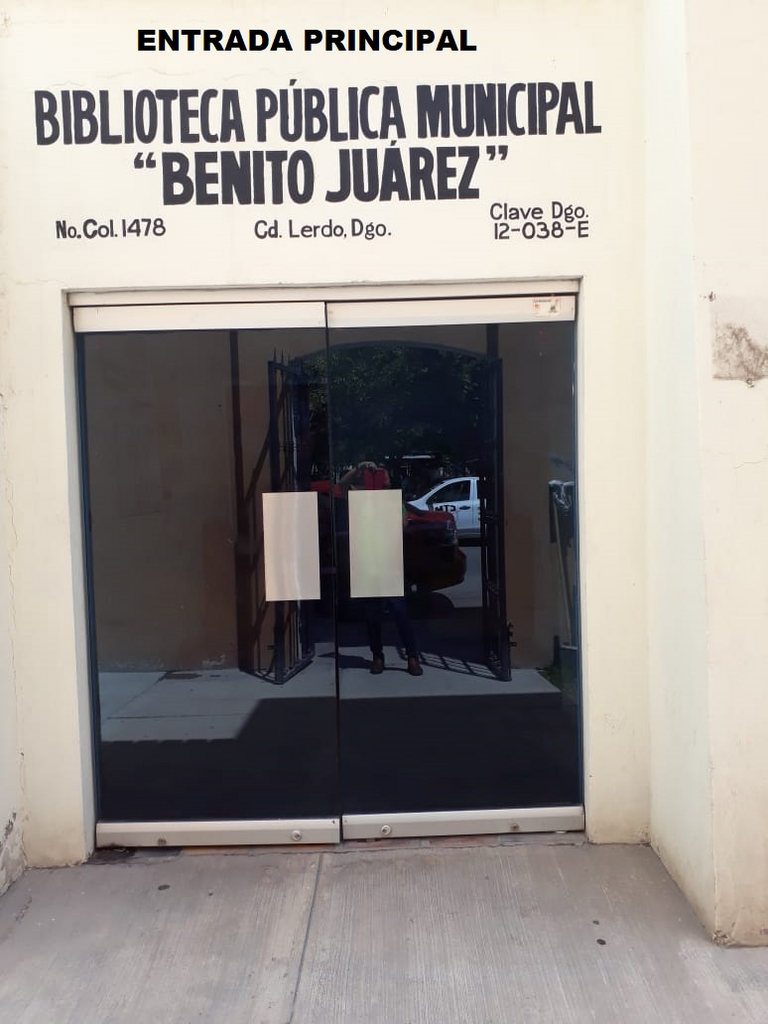 ENTRADA PRINCIPAL
BIBLIOTECA PÚBLICA MUNICIPAL
“BENITO JUÁREZ”
No. Col. 1478
Cd. Lerdo, Dgo.
Clave Dgo.
12-038-E